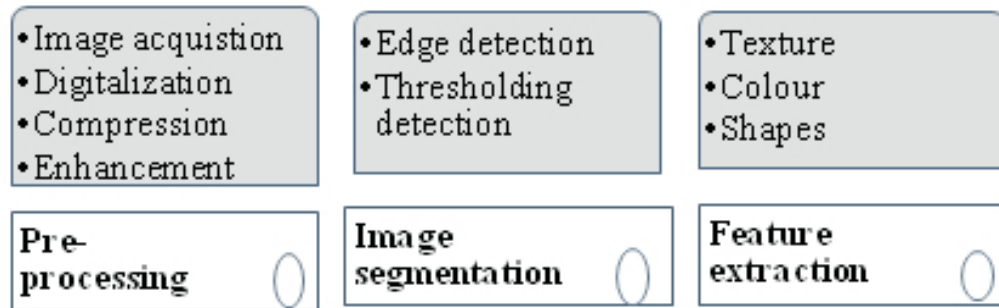 •Image acquistion
•Digitalization
•Compression
•Enhancement
•Edge detection
•Thresholding
detection
•Texture
•Colour
•Shapes
Pre-
processing
Image
segmentation
Feature
extraction